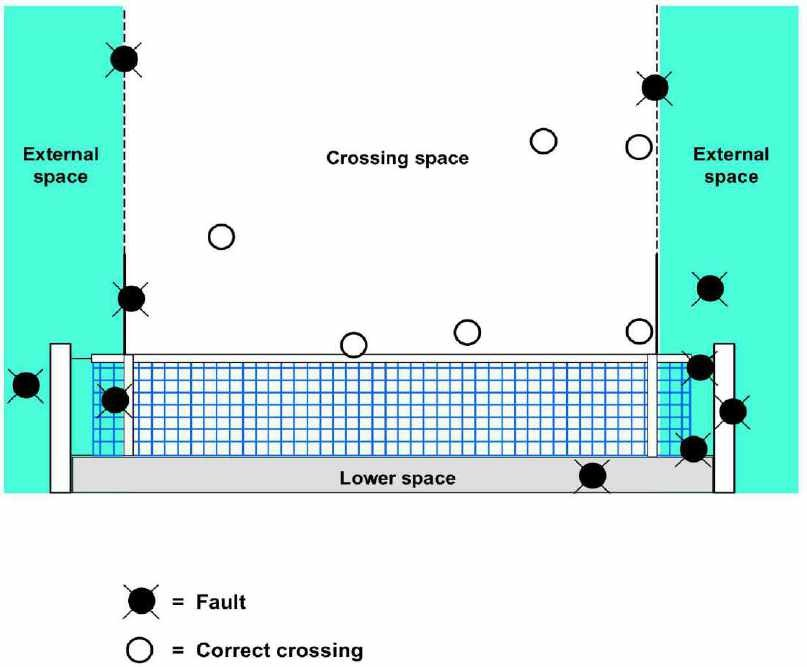 External
space
Crossing space
External
space
Lower space
= Fault
= Correct crossing